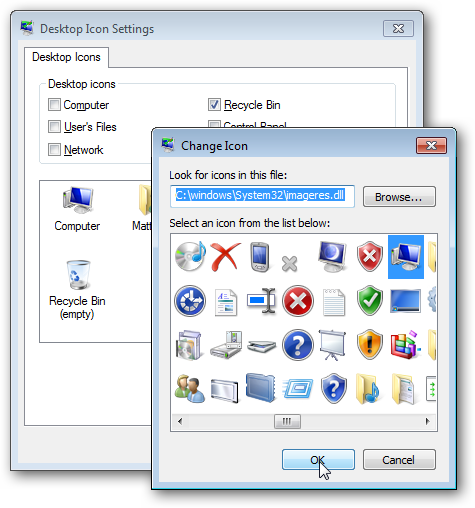 Desktop Icon Settings
Desktop Icons
Desktop icons
Computer
Recycle Bin
User's Files
Control Panel
Network
Computer
Recycle Bin
(empty)
Change Icon
Look for icons in this file:
C:\windows\System32\imageres.dll
Browse...
Select an icon from the list below:
OK
Cancel